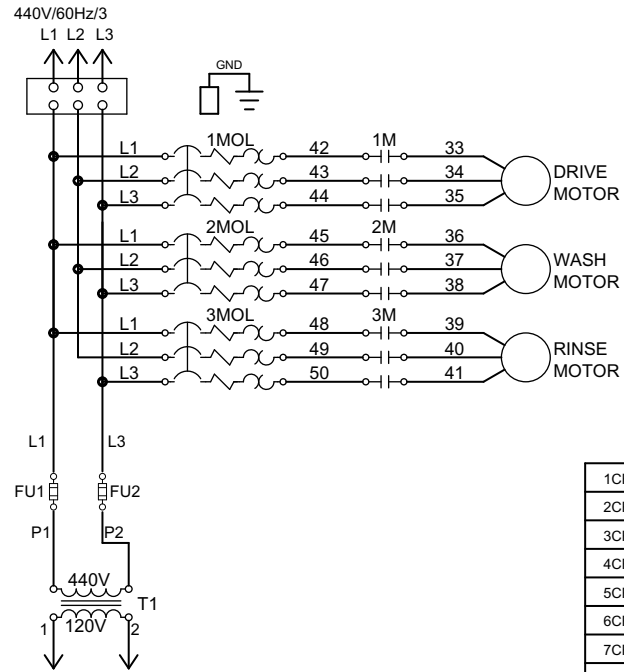 440V/60Hz/3
L1 L2 L3
GND
L1 1MOL 42 1M 33
L2 43 34 DRIVE
L3 44 35 MOTOR
L1 2MOL 45 2M 36
L2 46 37 WASH
L3 47 38 MOTOR
L1 3MOL 48 3M 39
L2 49 40 RINSE
L3 50 41 MOTOR
L1 L3
FU1 FU2
P1 P2
440V
T1
1 120V 2